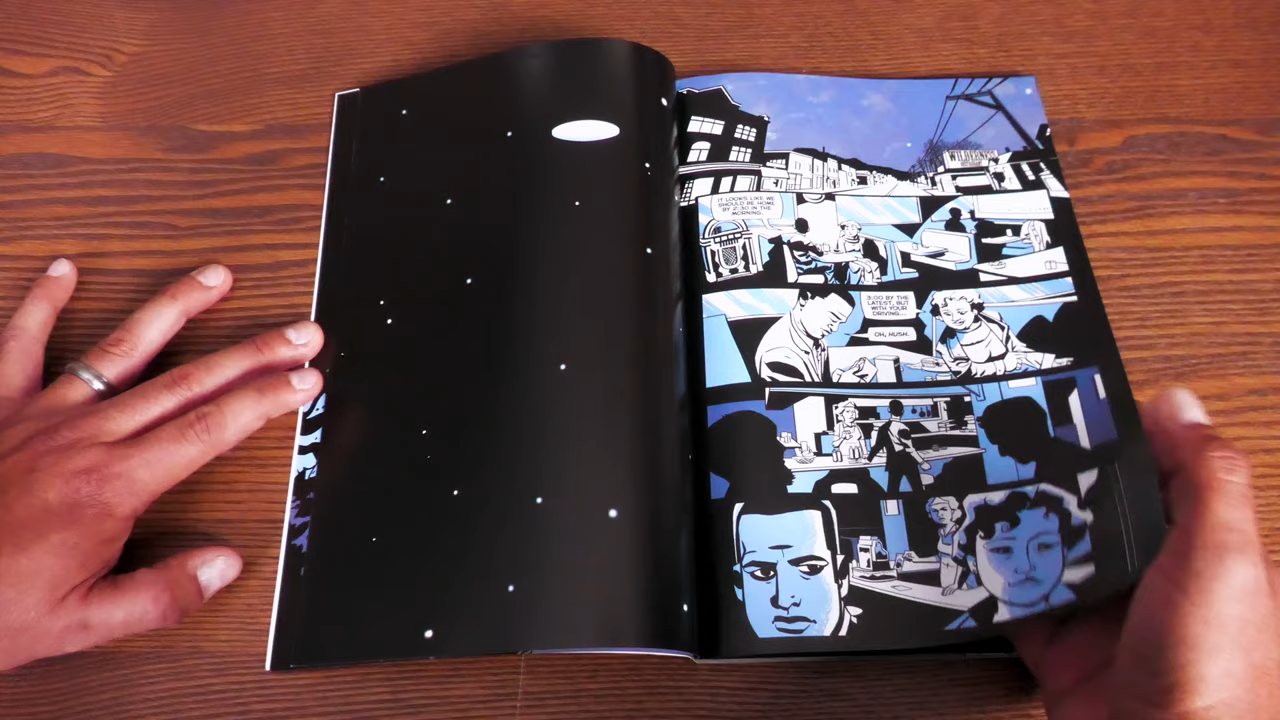 WILDERNESS
IT LOOKS LIKE WE
SHOULD BE HOME
BY 2:30 IN THE
MORNING.
3:00 BY THE
LATEST, BUT
WITH YOUR
DRIVING...
OH, HUSH.